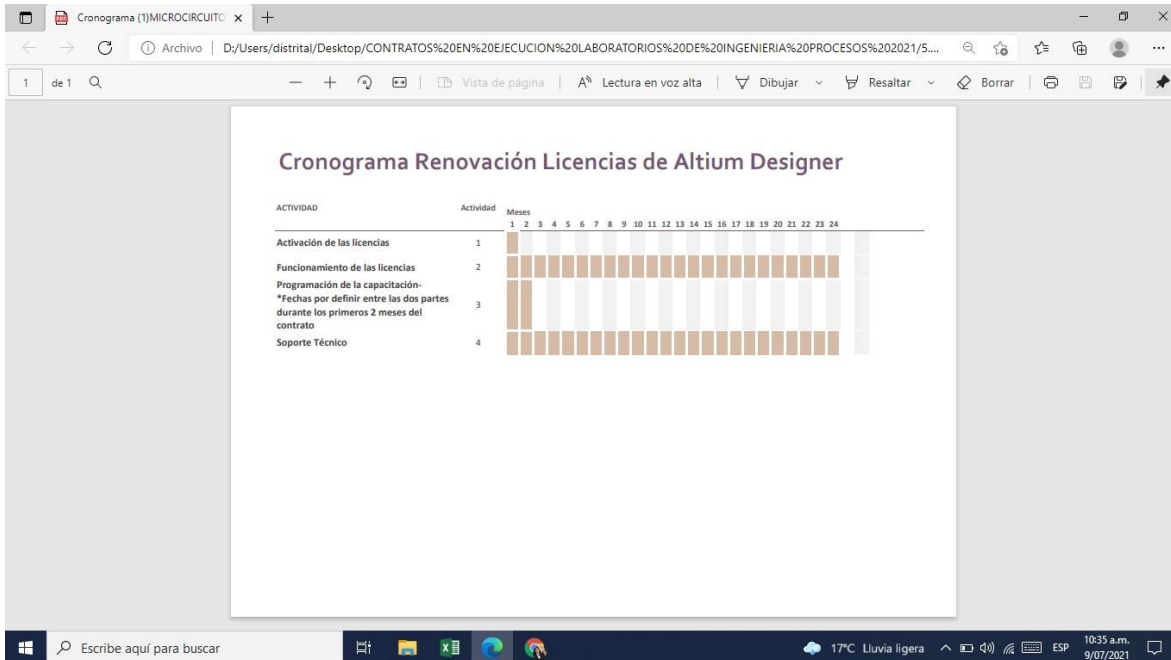 Cronograma (1)MICROCIRCUITO
Archivo D:/Users/distrital/Desktop/CONTRATOS%20EN%20EJECUCION%20LABORATORIOS%20DE%20INGENIERIA%20PROCESOS%202021/5....
1 de 1 Vista de página Lectura en voz alta Dibujar Resaltar Borrar
Cronograma Renovación Licencias de Altium Designer
ACTIVIDAD Actividad Meses
1 2 3 4 5 6 7 8 9 10 11 12 13 14 15 16 17 18 19 20 21 22 23 24
Activación de las licencias 1
Funcionamiento de las licencias 2
Programación de la capacitación-
*Fechas por definir entre las dos partes
durante los primeros 2 meses del
contrato
3
Soporte Técnico 4
Escribe aquí para buscar
17°C Lluvia ligera ESP 10:35 a.m.
9/07/2021